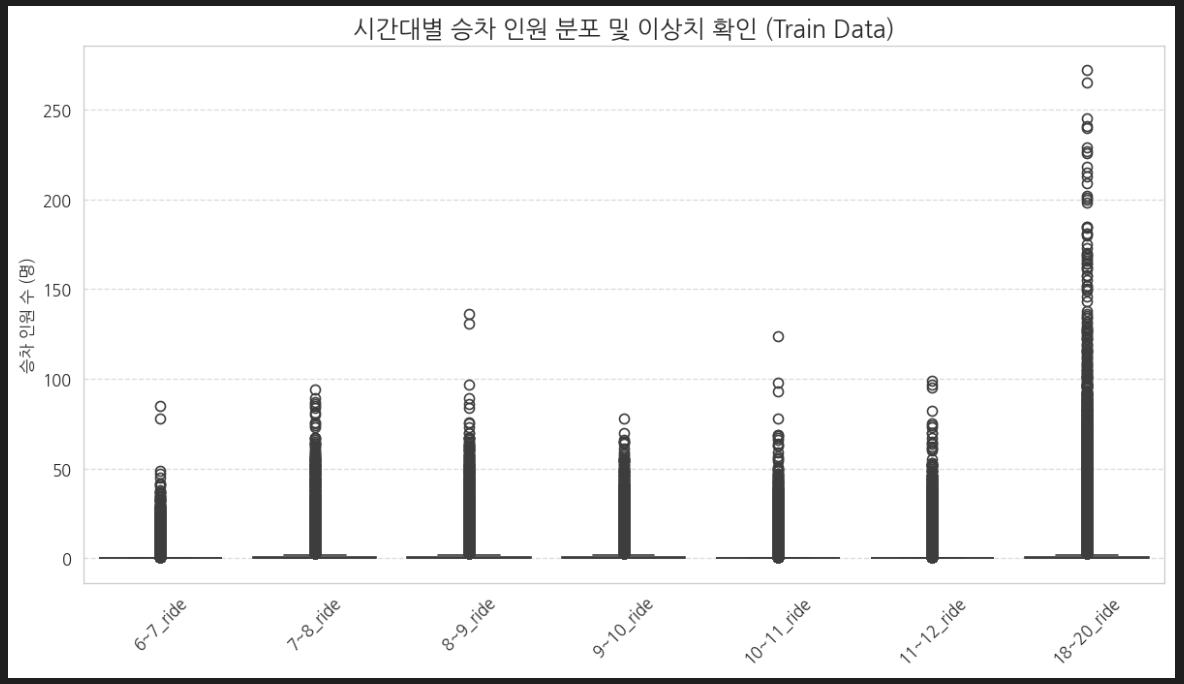 시간대별 승차 인원 분포 및 이상치 확인 (Train Data)
승차 인원 수 (명)
250
200
150
100
50
0
6~7_ride
7~8_ride
8~9_ride
9~10_ride
10~11_ride
11~12_ride
18~20_ride